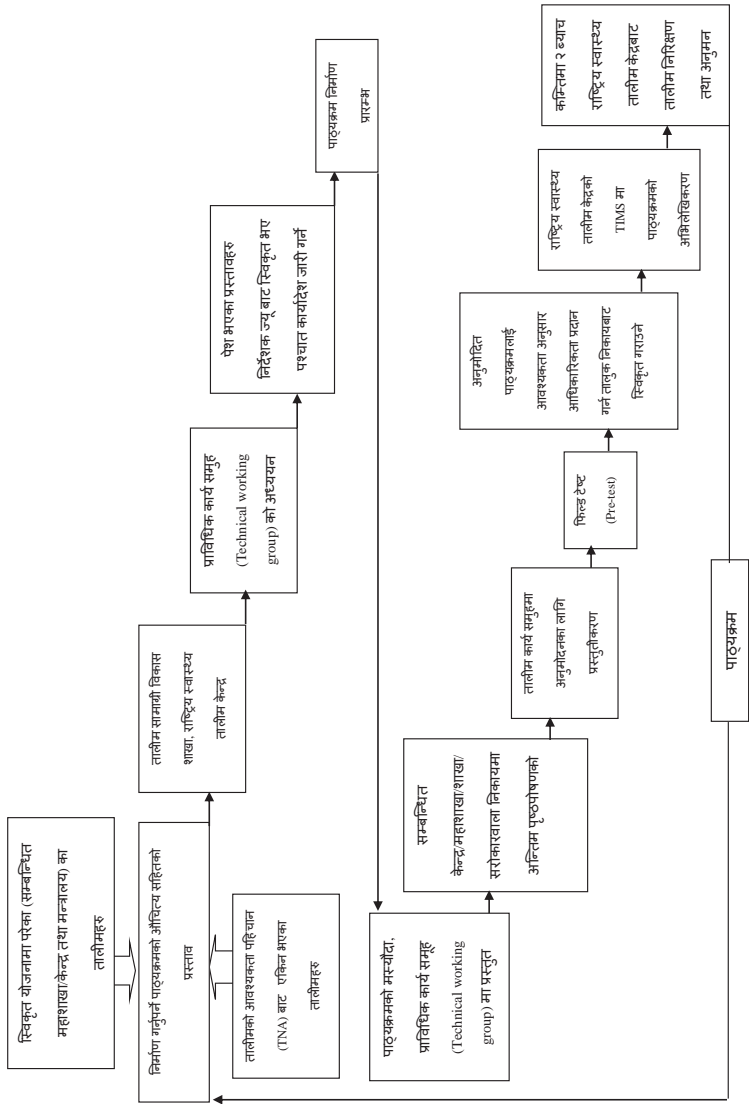 स्विकृत योजनामा परेका (सम्बन्धित
महाशाखा/केन्द्र तथा मन्त्रालय) का
तालीमहरु
निर्माण गर्नुपर्ने पाठ्यक्रमको औचित्य सहितको
प्रस्ताव
तालीमको आवश्यकता पहिचान
(TNA) बाट एकिन भएका
तालीमहरु
तालीम सामाग्री विकास
शाखा, राष्ट्रिय स्वास्थ्य
तालीम केन्द्र
प्राविधिक कार्य समुह
(Technical working
group) को अध्ययन
पेश भएका प्रस्तावहरु
निर्देशक ज्यू बाट स्विकृत भए
पश्चात कार्यादेश जारी गर्ने
पाठ्यक्रम निर्माण
प्रारम्भ
पाठ्यक्रमको मस्यौदा,
प्राविधिक कार्य समूह
(Technical working
group) मा प्रस्तुत
सम्बन्धित
केन्द्र/महाशाखा/शाखा/
सरोकारवाला निकायमा
अन्तिम पृष्ठपोषणको
तालीम कार्य समुहमा
अनुमोदनका लागि
प्रस्तुतीकरण
फिल्ड टेष्ट
(Pre-test)
अनुमोदित
पाठ्यक्रमलाई
आवश्यकता अनुसार
आधिकारिकता प्रदान
गर्न तालुक निकायबाट
स्विकृत गराउने
राष्ट्रिय स्वास्थ्य
तालीम केद्रको
TIMS मा
पाठ्यक्रमको
अभिलेखिकरण
कम्तिमा २ ब्याच
राष्ट्रिय स्वास्थ्य
तालीम केद्रबाट
तालीम निरिक्षण
तथा अनुमन
पाठ्यक्रम